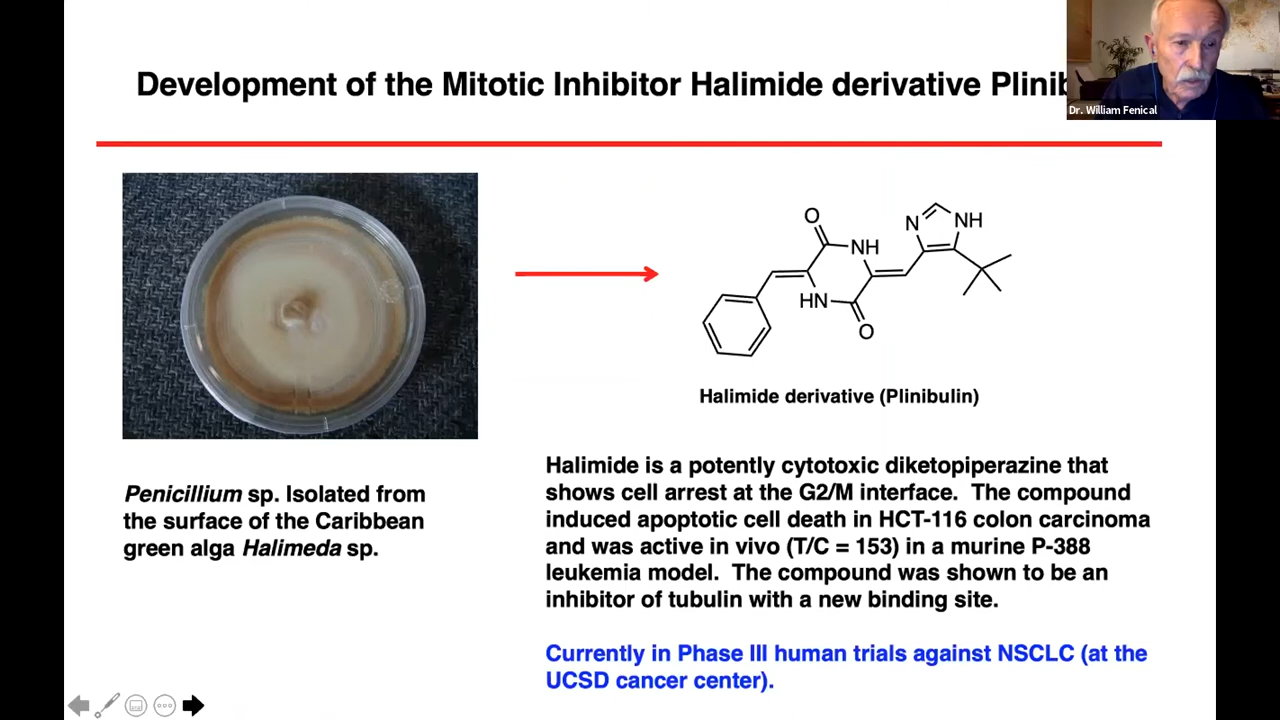 Development of the Mitotic Inhibitor Halimide derivative
Dr. William Fenical
O
N
NH
NH
HN
O
Halimide derivative (Plinibulin)
Penicillium sp. Isolated from
the surface of the Caribbean
green alga Halimeda sp.
Halimide is a potently cytotoxic diketopiperazine that
shows cell arrest at the G2/M interface. The compound
induced apoptotic cell death in HCT-116 colon carcinoma
and was active in vivo (T/C = 153) in a murine P-388
leukemia model. The compound was shown to be an
inhibitor of tubulin with a new binding site.
Currently in Phase III human trials against NSCLC (at the
UCSD cancer center).